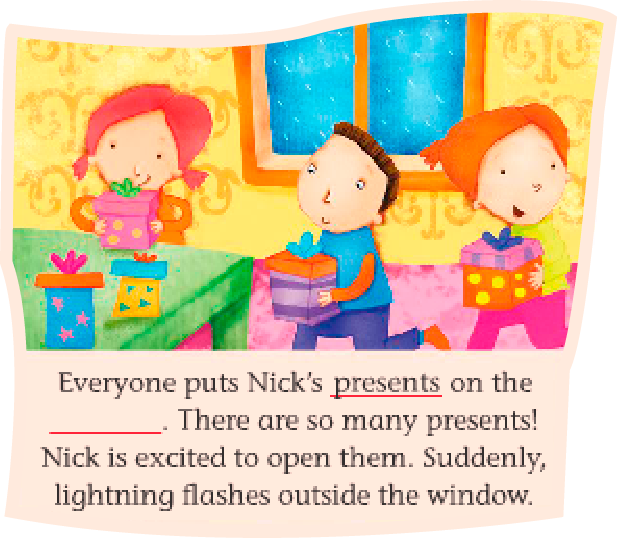 Everyone puts Nick's presents on the
________. There are so many presents!
Nick is excited to open them. Suddenly,
lightning flashes outside the window.